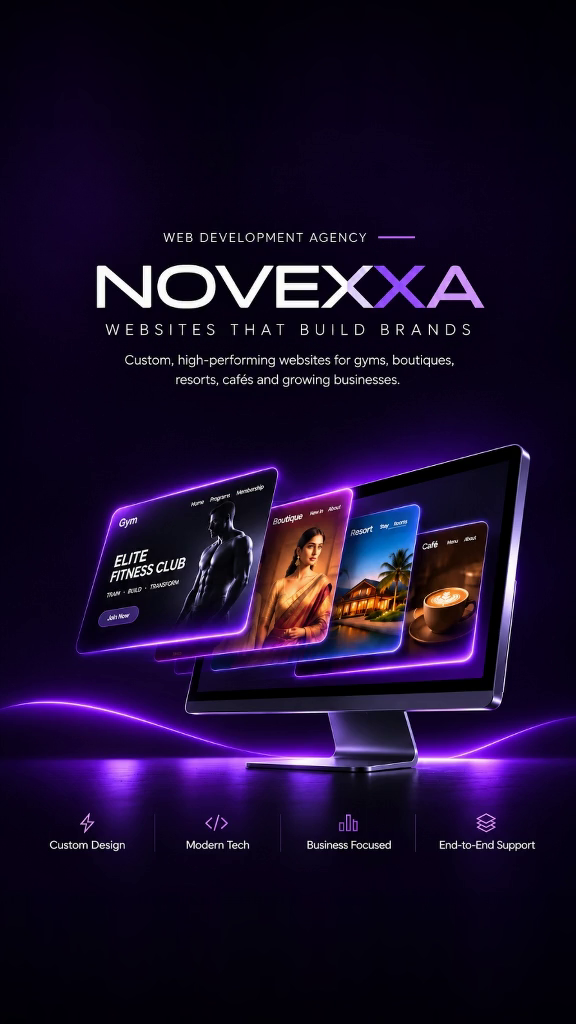 WEB DEVELOPMENT AGENCY
NOVEXXA
WEBSITES THAT BUILD BRANDS
Custom, high-performing websites for gyms, boutiques,
resorts, cafés and growing businesses.
Gym
Home Programs Membership
ELITE
FITNESS CLUB
TRAIN • BUILD • TRANSFORM
Join Now
Boutique
New In About
Resort
Stay Rooms
Café
Menu About
Custom Design
Modern Tech
Business Focused
End-to-End Support